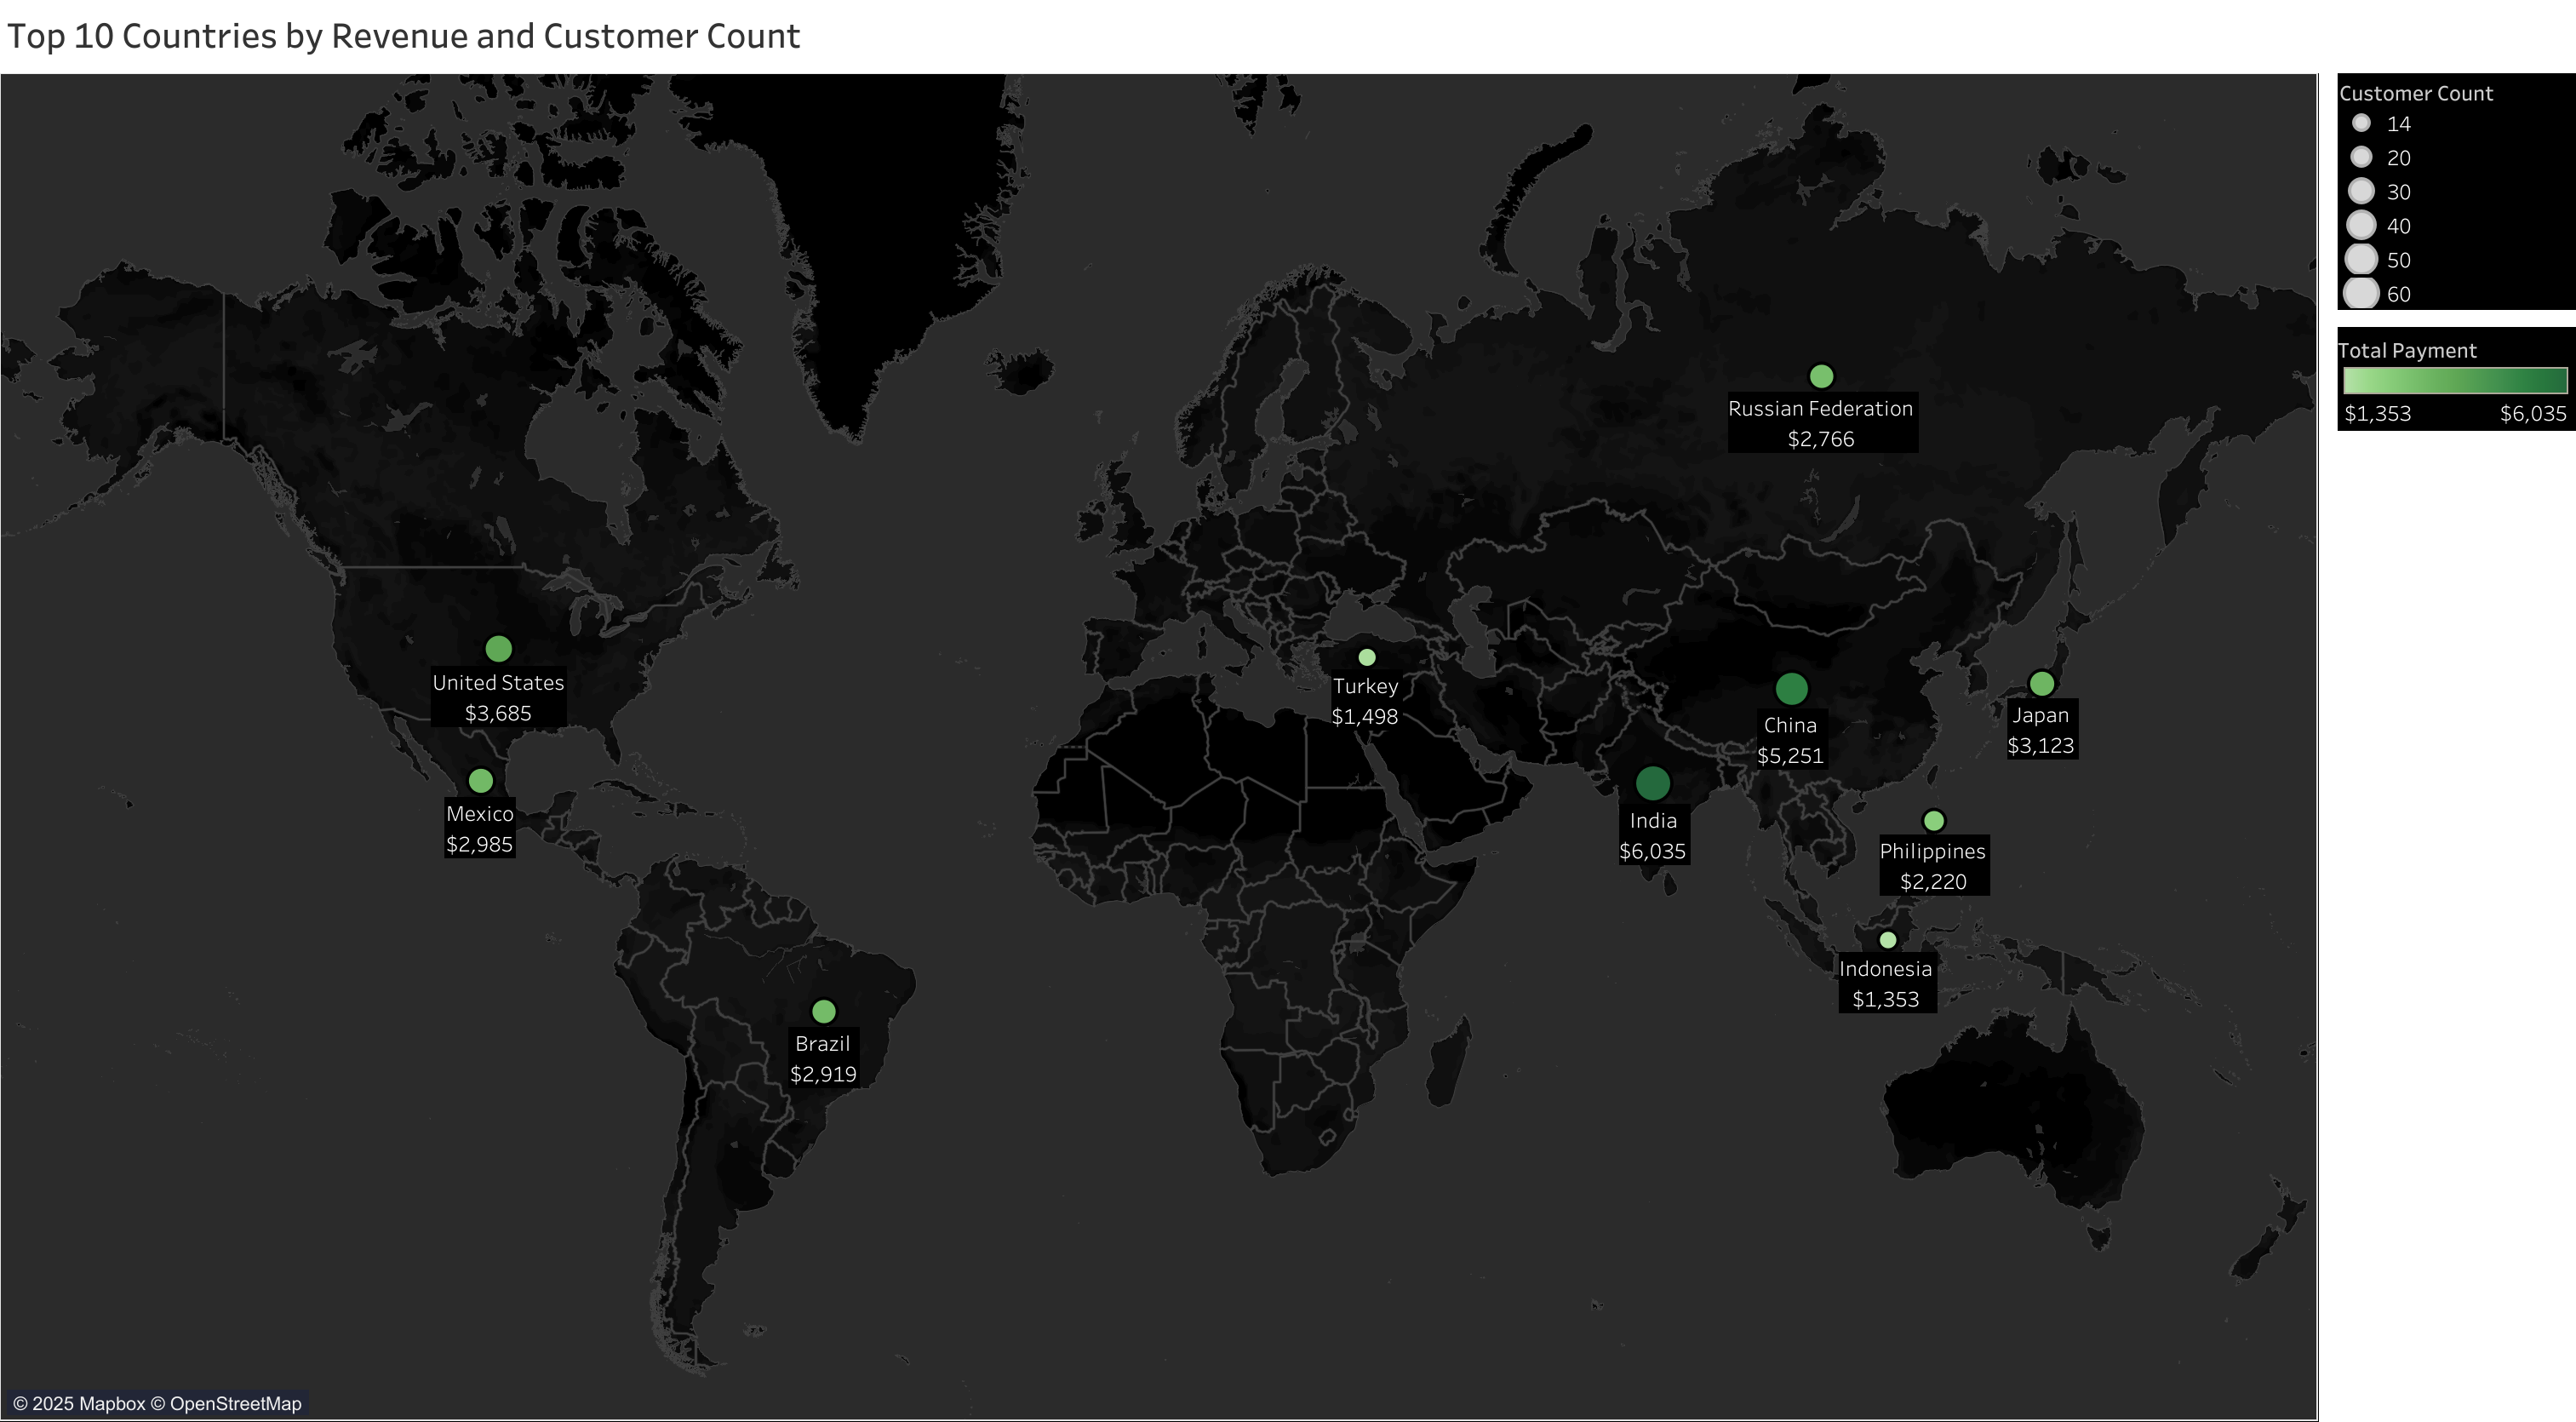 Top 10 Countries by Revenue and Customer Count
Customer Count
14
20
30
40
50
60
Total Payment
$1,353 $6,035
Russian Federation
$2,766
United States
$3,685
Turkey
$1,498
China
$5,251
Japan
$3,123
Mexico
$2,985
India
$6,035
Philippines
$2,220
Indonesia
$1,353
Brazil
$2,919
© 2025 Mapbox © OpenStreetMap